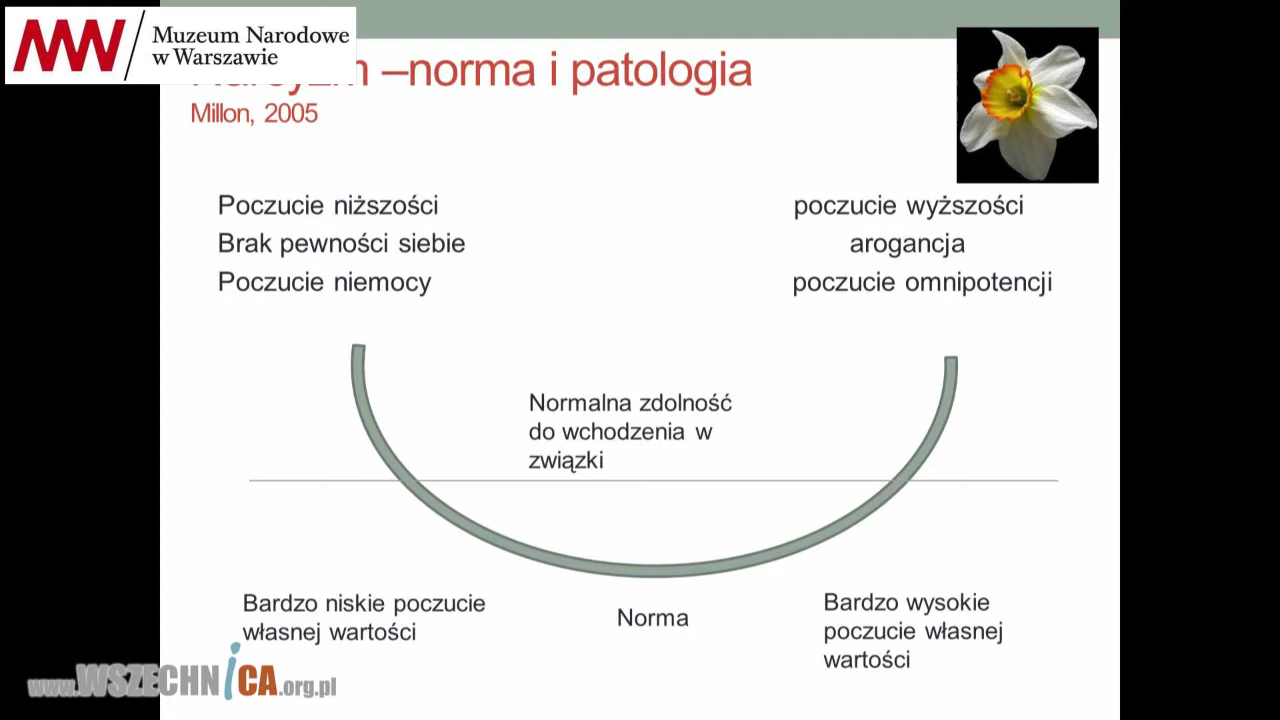 Muzeum Narodowe
w Warszawie
–norma i patologia
Millon, 2005
Poczucie niższości
poczucie wyższości
Brak pewności siebie
arogancja
Poczucie niemocy
poczucie omnipotencji
Normalna zdolność
do wchodzenia w
związki
Bardzo niskie poczucie
własnej wartości
Norma
Bardzo wysokie
poczucie własnej
wartości
www.WSZECHNiCA.org.pl